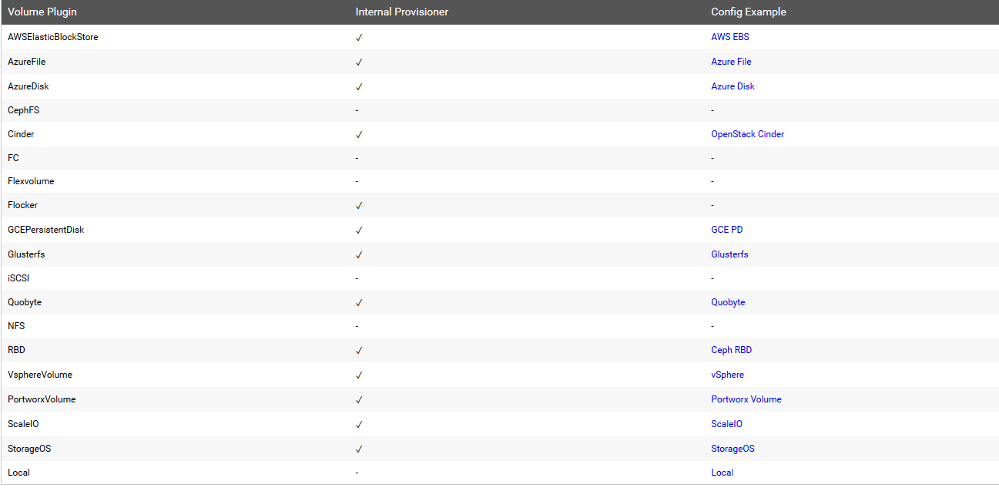 Volume Plugin Internal Provisioner Config Example
AWSElasticBlockStore ✓ AWS EBS
AzureFile ✓ Azure File
AzureDisk ✓ Azure Disk
CephFS - -
Cinder ✓ OpenStack Cinder
FC - -
Flexvolume - -
Flocker ✓ -
GCEPersistentDisk ✓ GCE PD
Glusterfs ✓ Glusterfs
iSCSI - -
Quobyte ✓ Quobyte
NFS - -
RBD ✓ Ceph RBD
VsphereVolume ✓ vSphere
PortworxVolume ✓ Portworx Volume
ScaleIO ✓ ScaleIO
StorageOS ✓ StorageOS
Local - Local